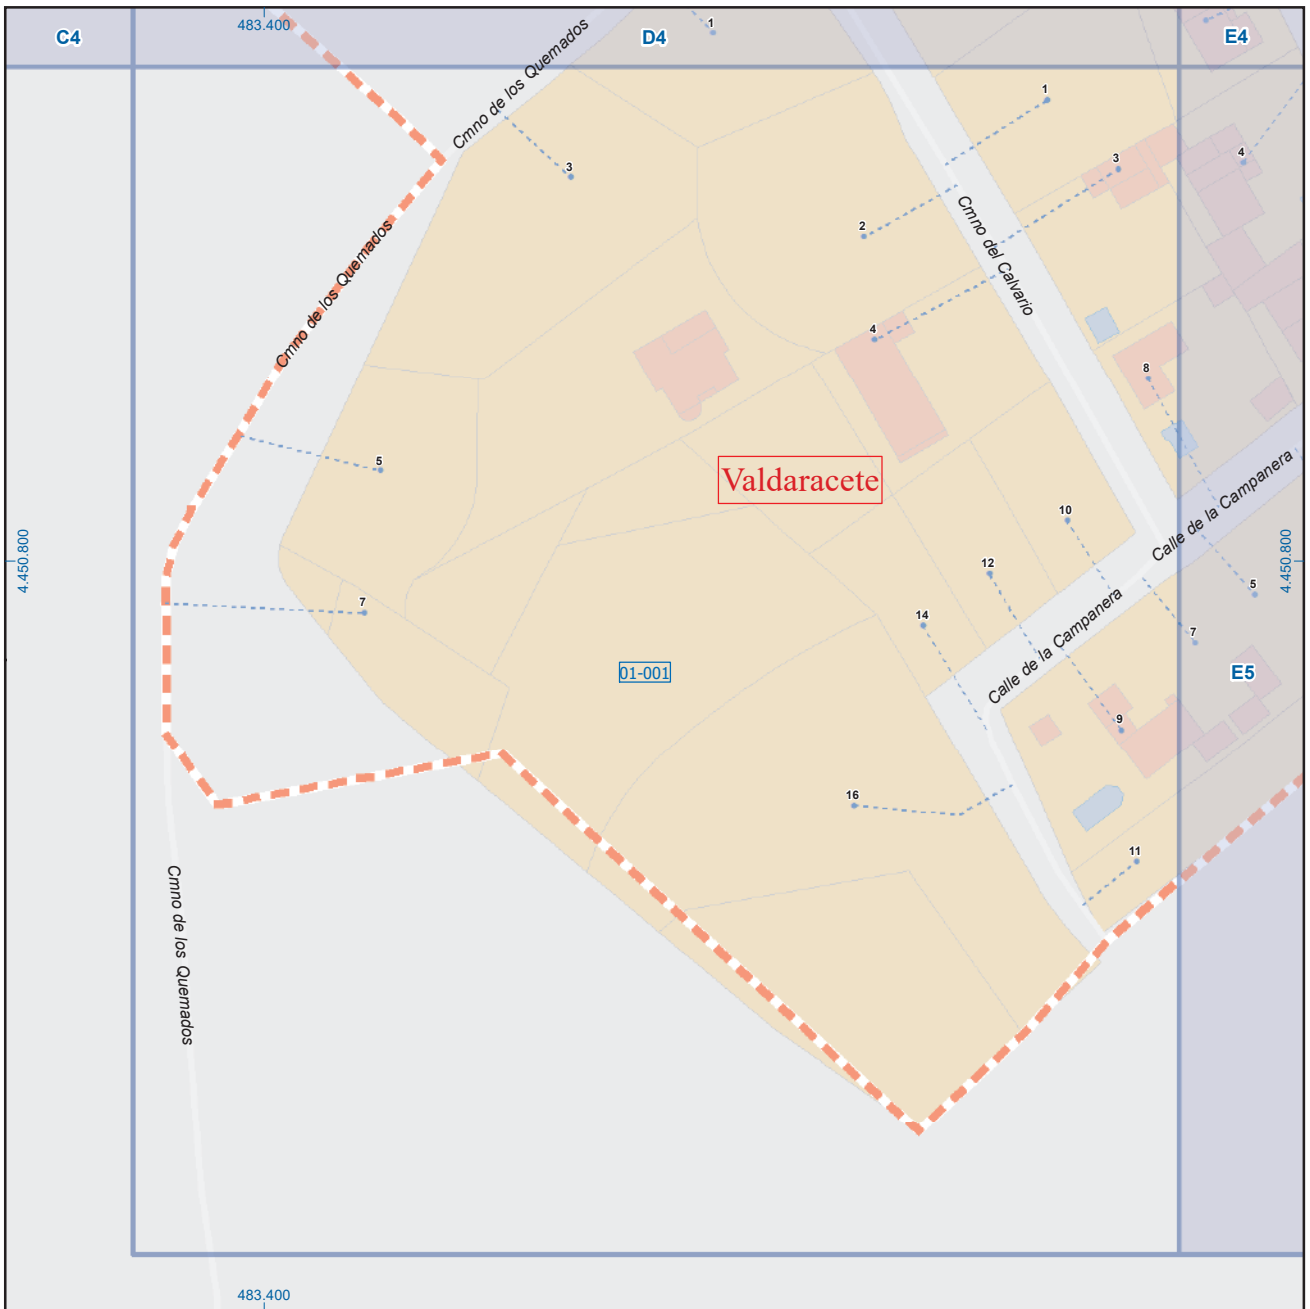 483.400
C4
D4
E4
1
Cmno de los Quemados
1
3
3
4
Cmno de los Quemados
2
Cmno del Calvario
4
8
5
Valdaracete
Calle de la Campanera
10
4.450.800
4.450.800
12
5
7
Calle de la Campanera
14
7
01-001
E5
9
16
11
Cmno de los Quemados
483.400